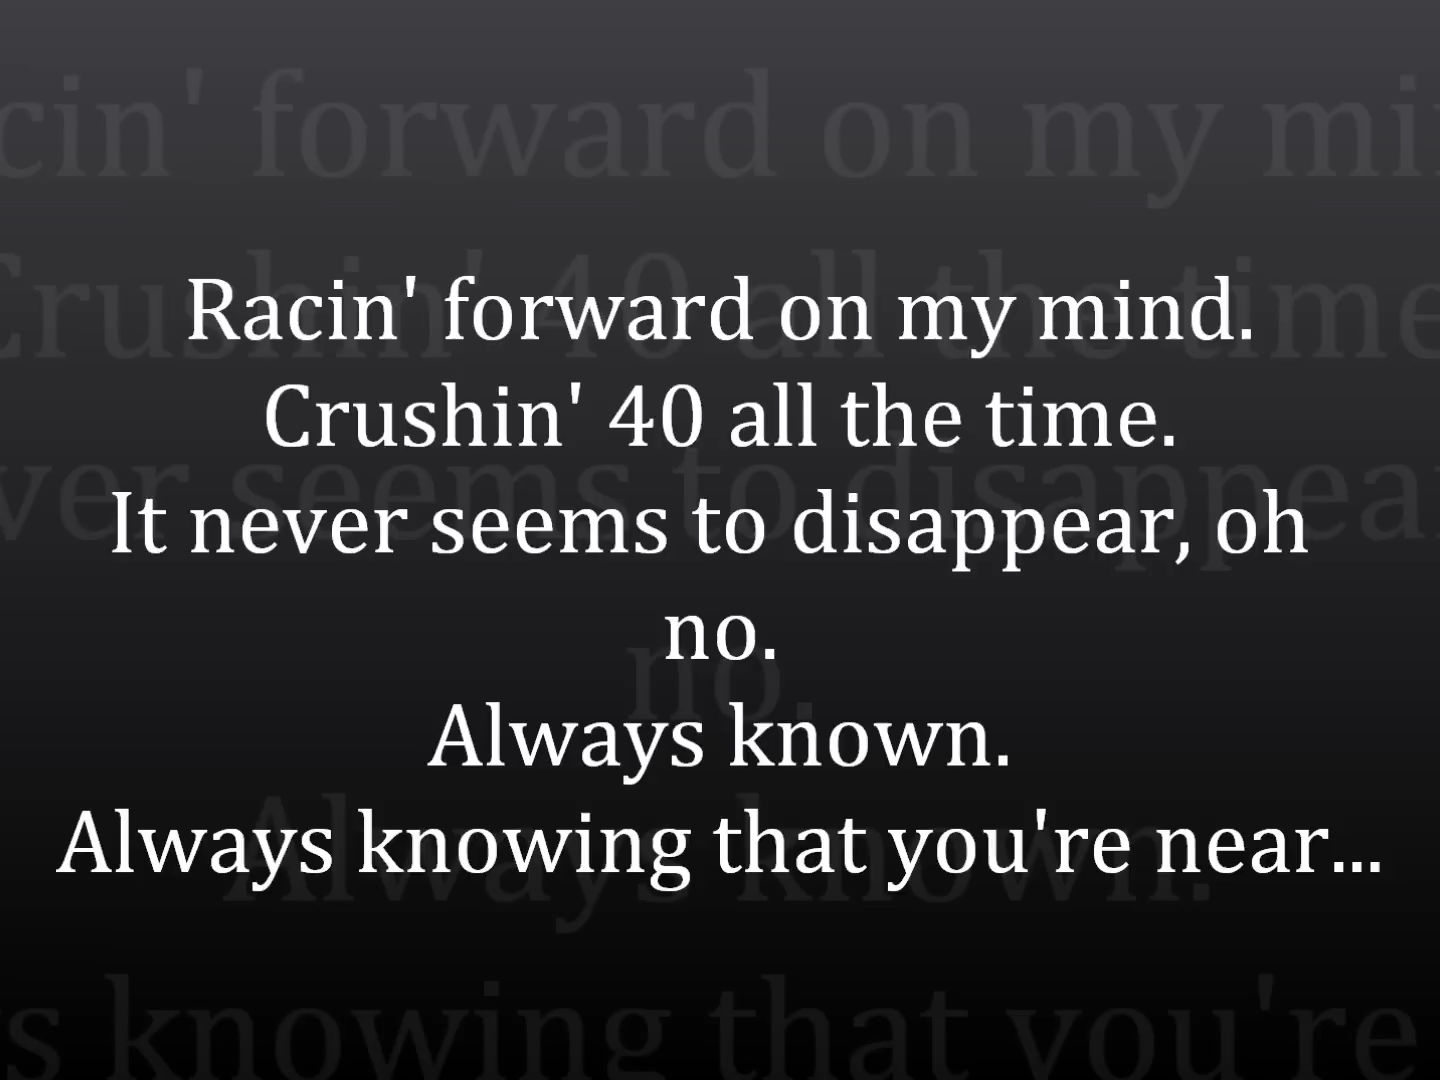 Racin' forward on my mind.
Crushin' 40 all the time.
It never seems to disappear, oh
no.
Always known.
Always knowing that you're near...